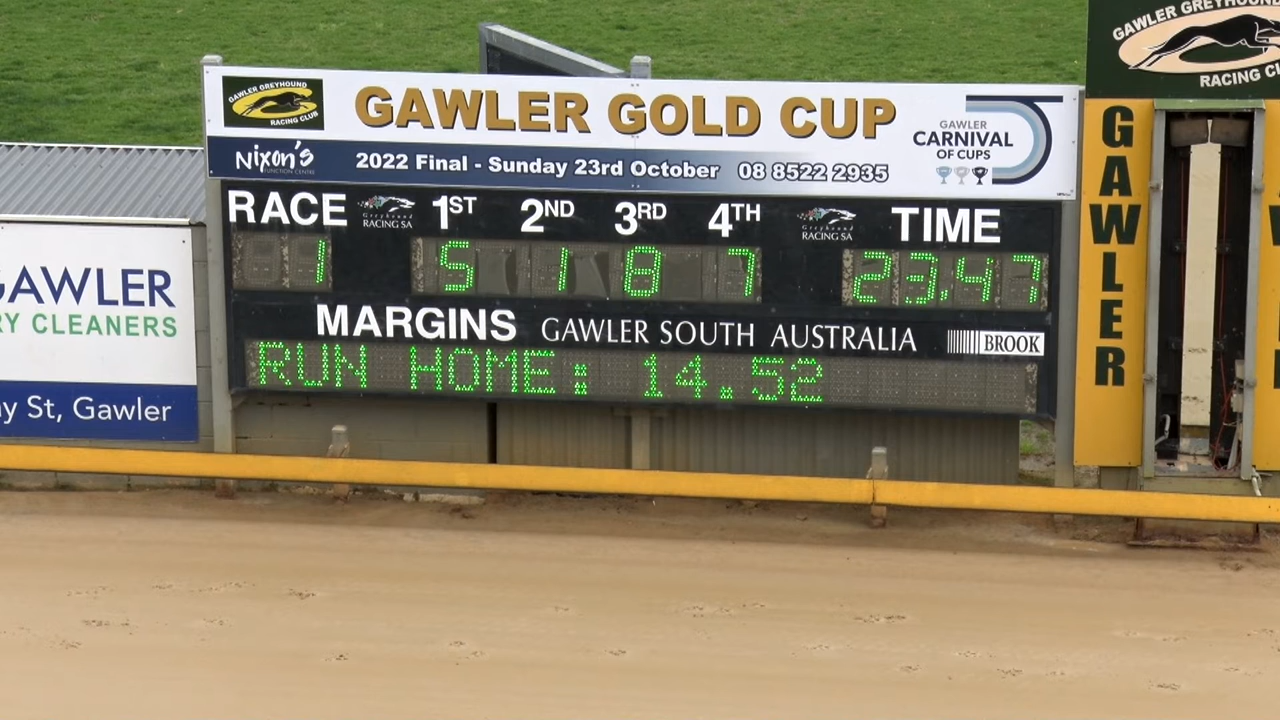 GAWLER GREYHOUND
RACING CLUB
GAWLER GOLD CUP
GAWLER
CARNIVAL
OF CUPS
Nixon's
FUNCTION CENTRE
2022 Final - Sunday 23rd October 08 8522 2935
RACE
Greyhound
RACING SA
1ST 2ND 3RD 4TH
Greyhound
RACING SA
TIME
1 5 1 8 7 23.47
MARGINS GAWLER SOUTH AUSTRALIA BROOK
RUN HOME: 14.52
GAWLER
RY CLEANERS
ay St, Gawler
GAWLER GREYHOUND
RACING CL
GAWLER